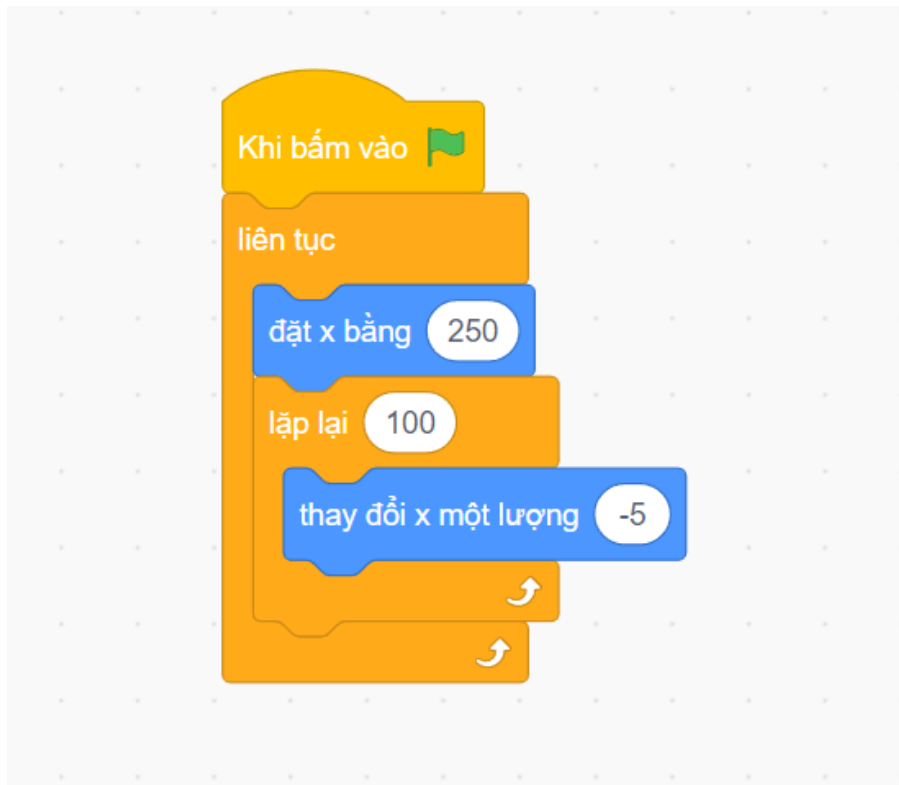 Khi bấm vào
liên tục
đặt x bằng 250
lặp lại 100
thay đổi x một lượng -5